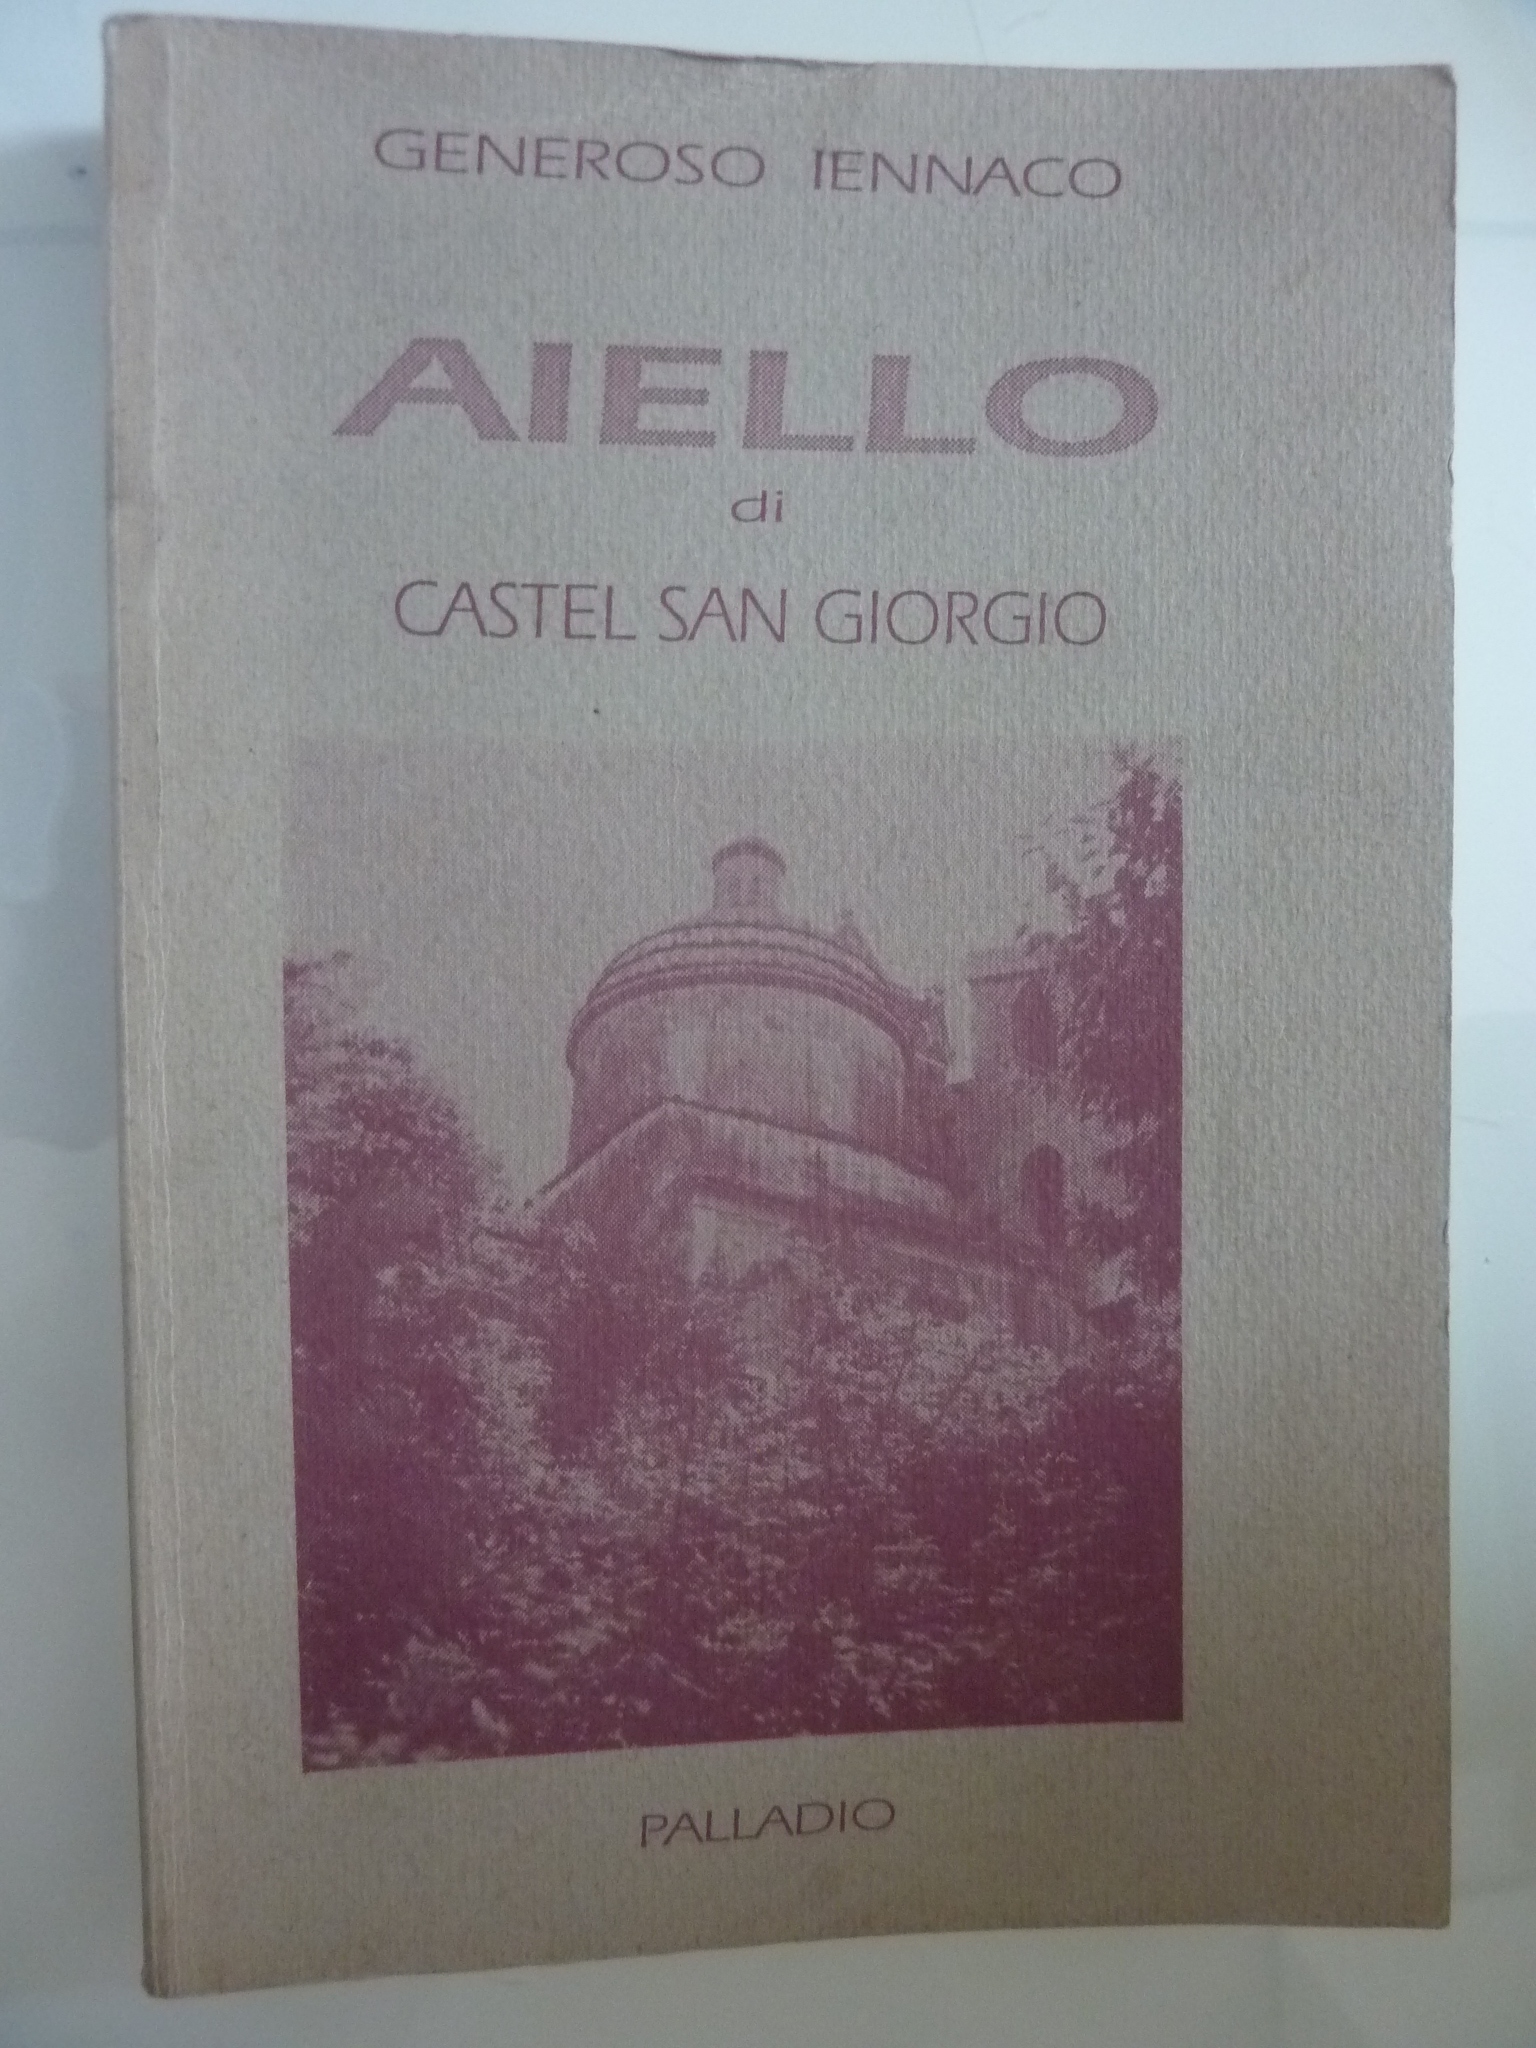 GENEROSO IENNACO
AIELLO
di
CASTEL SAN GIORGIO
PALLADIO